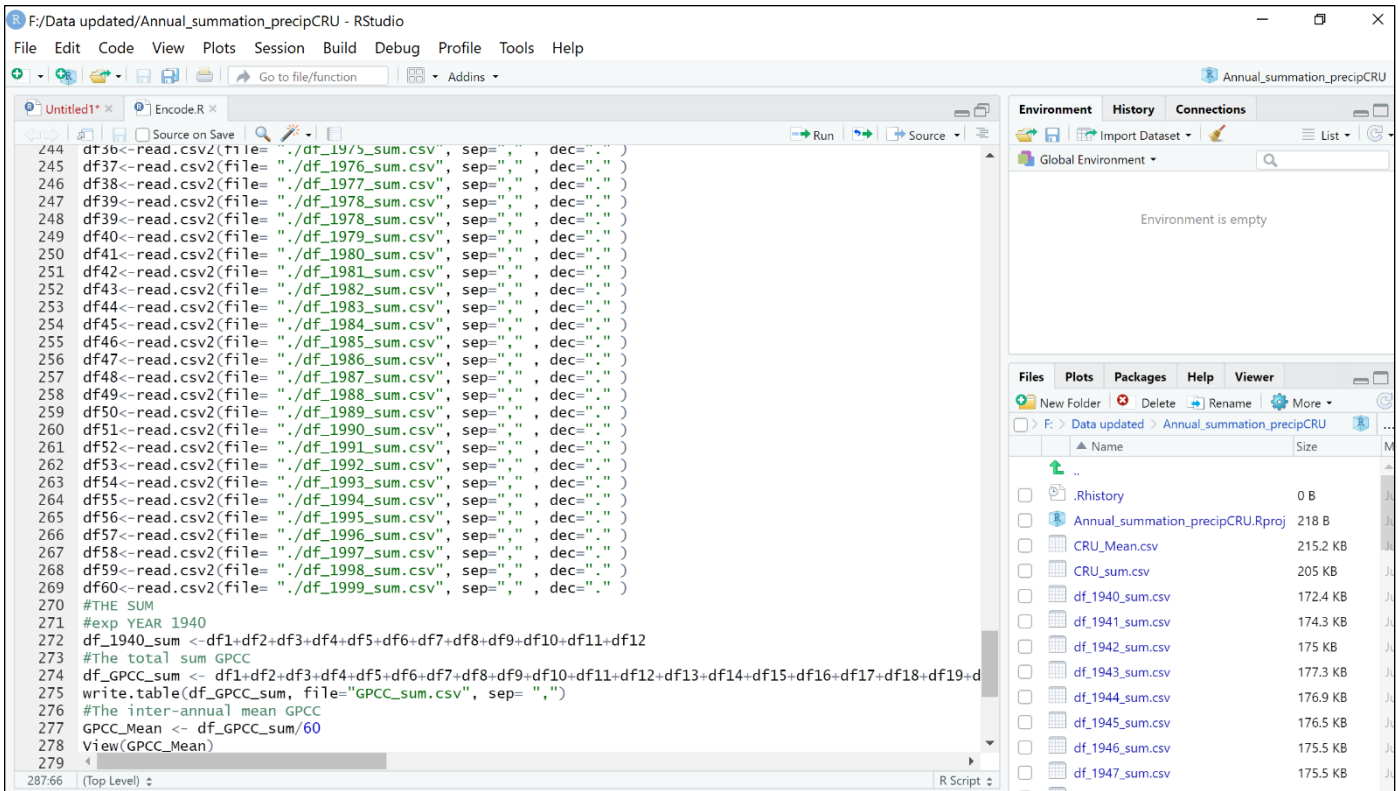 F:/Data updated/Annual_summation_precipCRU - RStudio
File Edit Code View Plots Session Build Debug Profile Tools Help
Go to file/function Addins Annual_summation_precipCRU
Untitled1* Encode.R
Source on Save Run Source
244 df36<-read.csv2(file= "./df_1975_sum.csv", sep="," , dec="." )
245 df37<-read.csv2(file= "./df_1976_sum.csv", sep="," , dec="." )
246 df38<-read.csv2(file= "./df_1977_sum.csv", sep="," , dec="." )
247 df39<-read.csv2(file= "./df_1978_sum.csv", sep="," , dec="." )
248 df39<-read.csv2(file= "./df_1978_sum.csv", sep="," , dec="." )
249 df40<-read.csv2(file= "./df_1979_sum.csv", sep="," , dec="." )
250 df41<-read.csv2(file= "./df_1980_sum.csv", sep="," , dec="." )
251 df42<-read.csv2(file= "./df_1981_sum.csv", sep="," , dec="." )
252 df43<-read.csv2(file= "./df_1982_sum.csv", sep="," , dec="." )
253 df44<-read.csv2(file= "./df_1983_sum.csv", sep="," , dec="." )
254 df45<-read.csv2(file= "./df_1984_sum.csv", sep="," , dec="." )
255 df46<-read.csv2(file= "./df_1985_sum.csv", sep="," , dec="." )
256 df47<-read.csv2(file= "./df_1986_sum.csv", sep="," , dec="." )
257 df48<-read.csv2(file= "./df_1987_sum.csv", sep="," , dec="." )
258 df49<-read.csv2(file= "./df_1988_sum.csv", sep="," , dec="." )
259 df50<-read.csv2(file= "./df_1989_sum.csv", sep="," , dec="." )
260 df51<-read.csv2(file= "./df_1990_sum.csv", sep="," , dec="." )
261 df52<-read.csv2(file= "./df_1991_sum.csv", sep="," , dec="." )
262 df53<-read.csv2(file= "./df_1992_sum.csv", sep="," , dec="." )
263 df54<-read.csv2(file= "./df_1993_sum.csv", sep="," , dec="." )
264 df55<-read.csv2(file= "./df_1994_sum.csv", sep="," , dec="." )
265 df56<-read.csv2(file= "./df_1995_sum.csv", sep="," , dec="." )
266 df57<-read.csv2(file= "./df_1996_sum.csv", sep="," , dec="." )
267 df58<-read.csv2(file= "./df_1997_sum.csv", sep="," , dec="." )
268 df59<-read.csv2(file= "./df_1998_sum.csv", sep="," , dec="." )
269 df60<-read.csv2(file= "./df_1999_sum.csv", sep="," , dec="." )
270 #THE SUM
271 #exp YEAR 1940
272 df_1940_sum <-df1+df2+df3+df4+df5+df6+df7+df8+df9+df10+df11+df12
273 #The total sum GPCC
274 df_GPCC_sum <- df1+df2+df3+df4+df5+df6+df7+df8+df9+df10+df11+df12+df13+df14+df15+df16+df17+df18+df19+d
275 write.table(df_GPCC_sum, file="GPCC_sum.csv", sep= ",")
276 #The inter-annual mean GPCC
277 GPCC_Mean <- df_GPCC_sum/60
278 View(GPCC_Mean)
279
287:66 (Top Level) R Script
Environment History Connections
Import Dataset List
Global Environment
Environment is empty
Files Plots Packages Help Viewer
New Folder Delete Rename More
F: > Data updated > Annual_summation_precipCRU ...
Name Size M
..
.Rhistory 0 B Ju
Annual_summation_precipCRU.Rproj 218 B Ju
CRU_Mean.csv 215.2 KB Ju
CRU_sum.csv 205 KB Ju
df_1940_sum.csv 172.4 KB Ju
df_1941_sum.csv 174.3 KB Ju
df_1942_sum.csv 175 KB Ju
df_1943_sum.csv 177.3 KB Ju
df_1944_sum.csv 176.9 KB Ju
df_1945_sum.csv 176.5 KB Ju
df_1946_sum.csv 175.5 KB Ju
df_1947_sum.csv 175.5 KB Ju